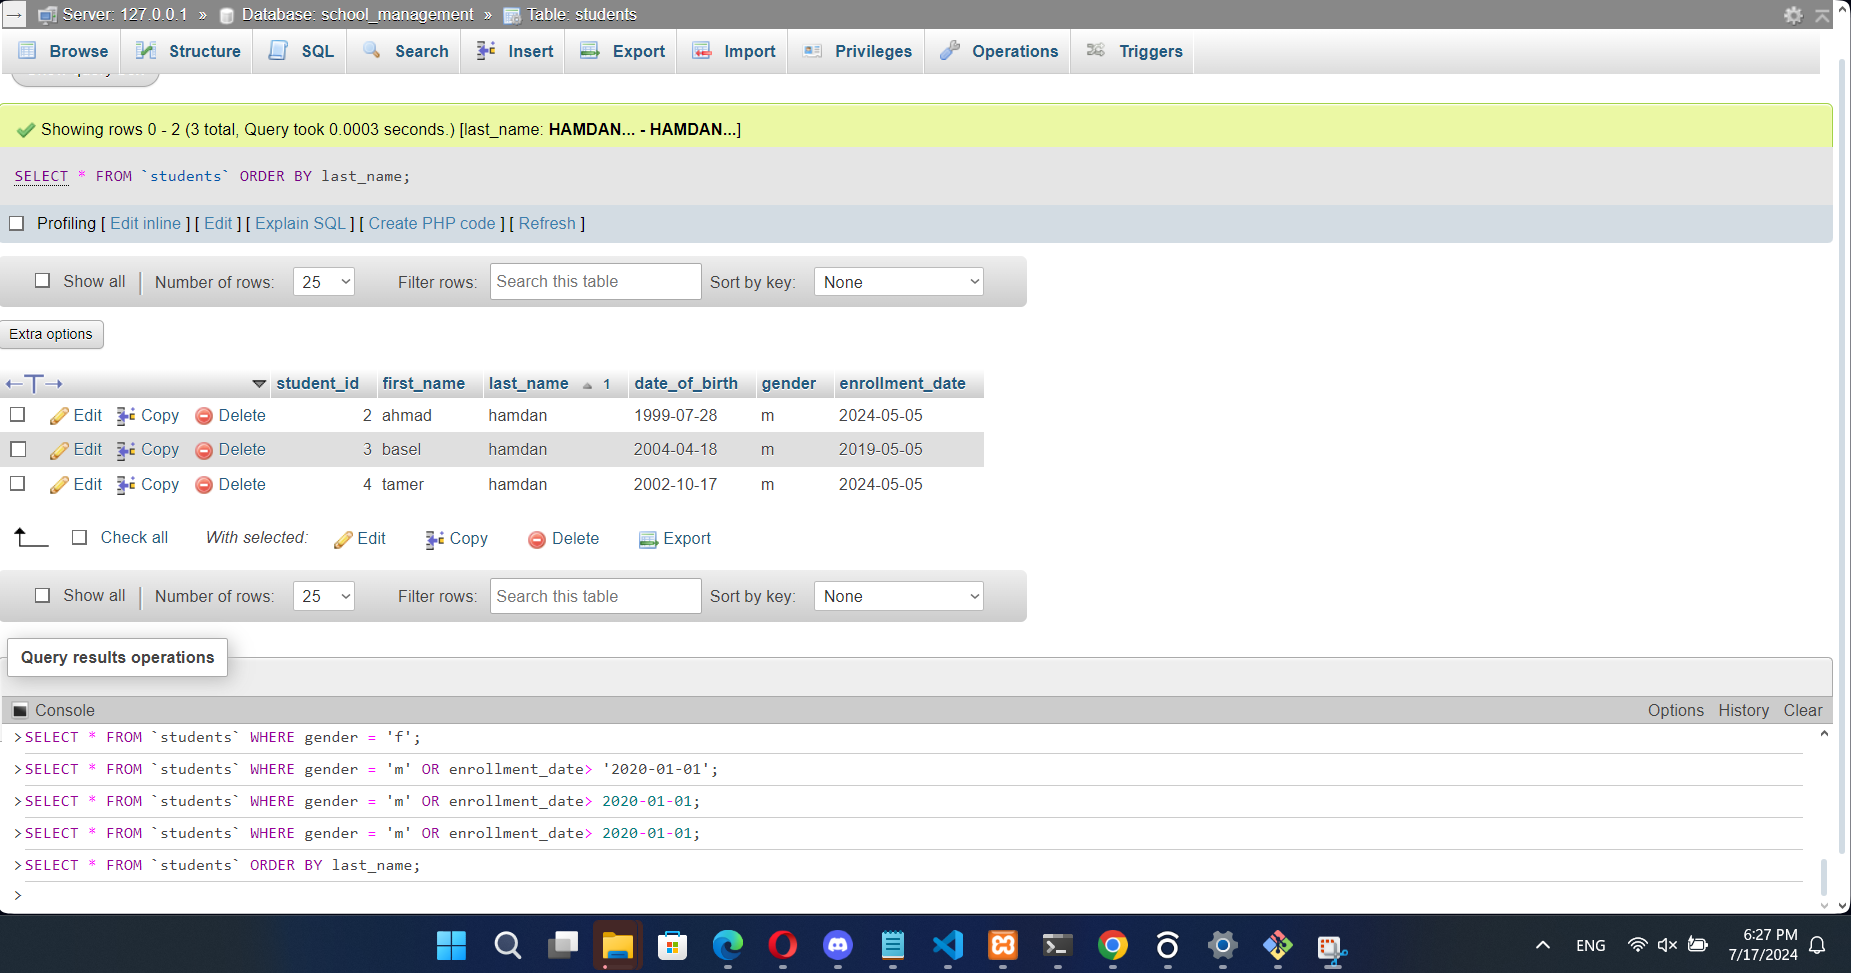 Server: 127.0.0.1 » Database: school_management » Table: students
Browse Structure SQL Search Insert Export Import Privileges Operations Triggers
Showing rows 0 - 2 (3 total, Query took 0.0003 seconds.) [last_name: HAMDAN... - HAMDAN...]
SELECT * FROM `students` ORDER BY last_name;
Profiling [ Edit inline ] [ Edit ] [ Explain SQL ] [ Create PHP code ] [ Refresh ]
Show all Number of rows: 25 Filter rows: Search this table Sort by key: None
Extra options
student_id first_name last_name 1 date_of_birth gender enrollment_date
Edit Copy Delete 2 ahmad hamdan 1999-07-28 m 2024-05-05
Edit Copy Delete 3 basel hamdan 2004-04-18 m 2019-05-05
Edit Copy Delete 4 tamer hamdan 2002-10-17 m 2024-05-05
Check all With selected: Edit Copy Delete Export
Show all Number of rows: 25 Filter rows: Search this table Sort by key: None
Query results operations
Console Options History Clear
>SELECT * FROM `students` WHERE gender = 'f';
>SELECT * FROM `students` WHERE gender = 'm' OR enrollment_date> '2020-01-01';
>SELECT * FROM `students` WHERE gender = 'm' OR enrollment_date> 2020-01-01;
>SELECT * FROM `students` WHERE gender = 'm' OR enrollment_date> 2020-01-01;
>SELECT * FROM `students` ORDER BY last_name;
>
ENG 6:27 PM
7/17/2024